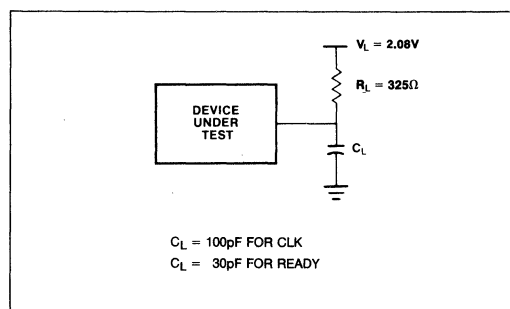 V_L = 2.08V
R_L = 325Ω
DEVICE
UNDER
TEST
C_L
C_L = 100pF FOR CLK
C_L = 30pF FOR READY